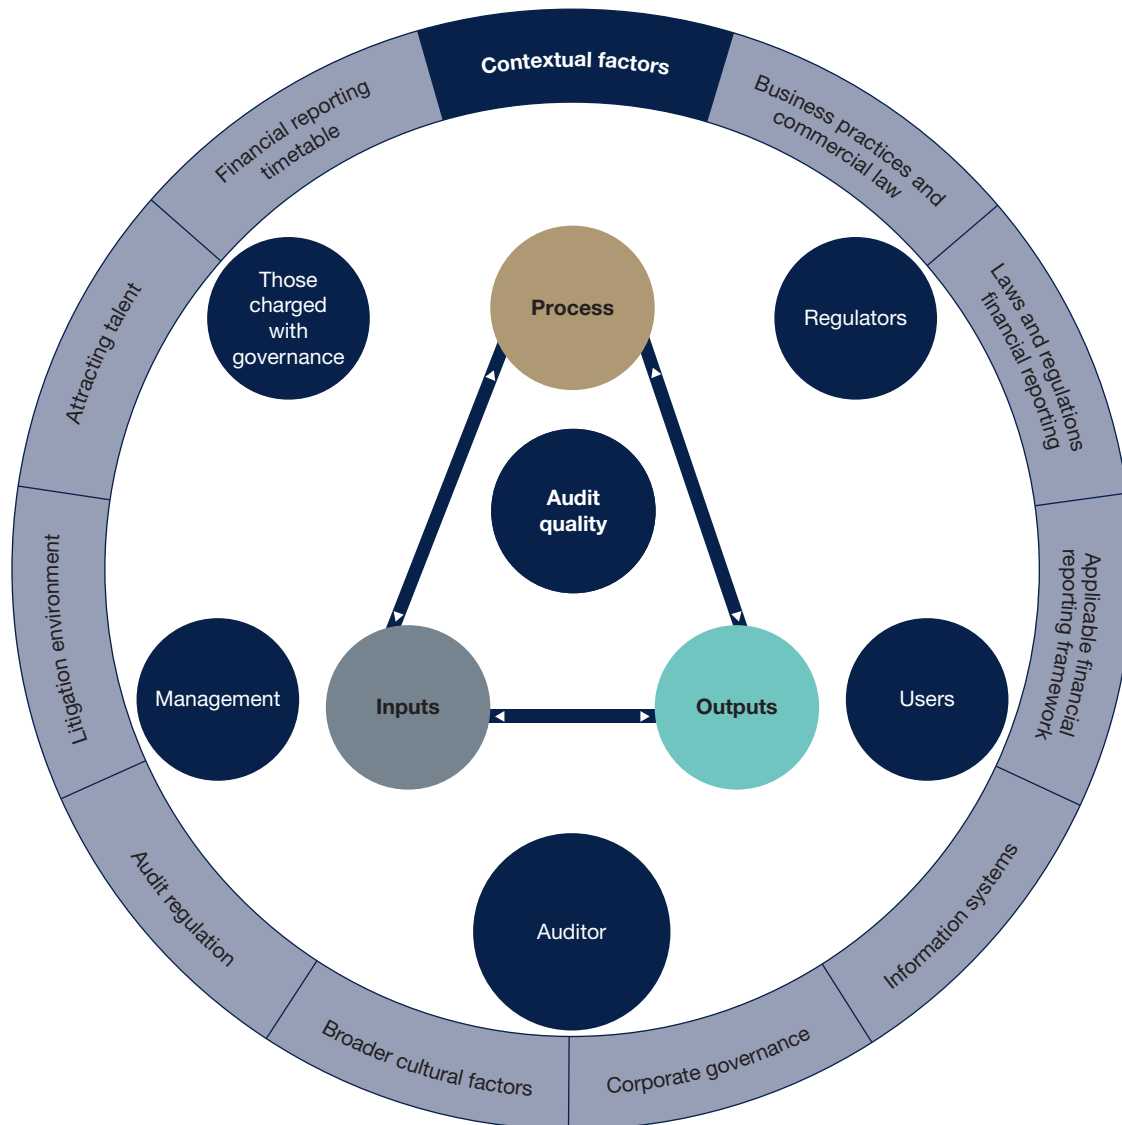 Contextual factors
Business practices and
commercial law
Laws and regulations
financial reporting
Applicable financial
reporting framework
Information systems
Corporate governance
Broader cultural factors
Audit regulation
Litigation environment
Attracting talent
Financial reporting
timetable
Those
charged
with
governance
Process
Regulators
Audit
quality
Management
Inputs
Outputs
Users
Auditor